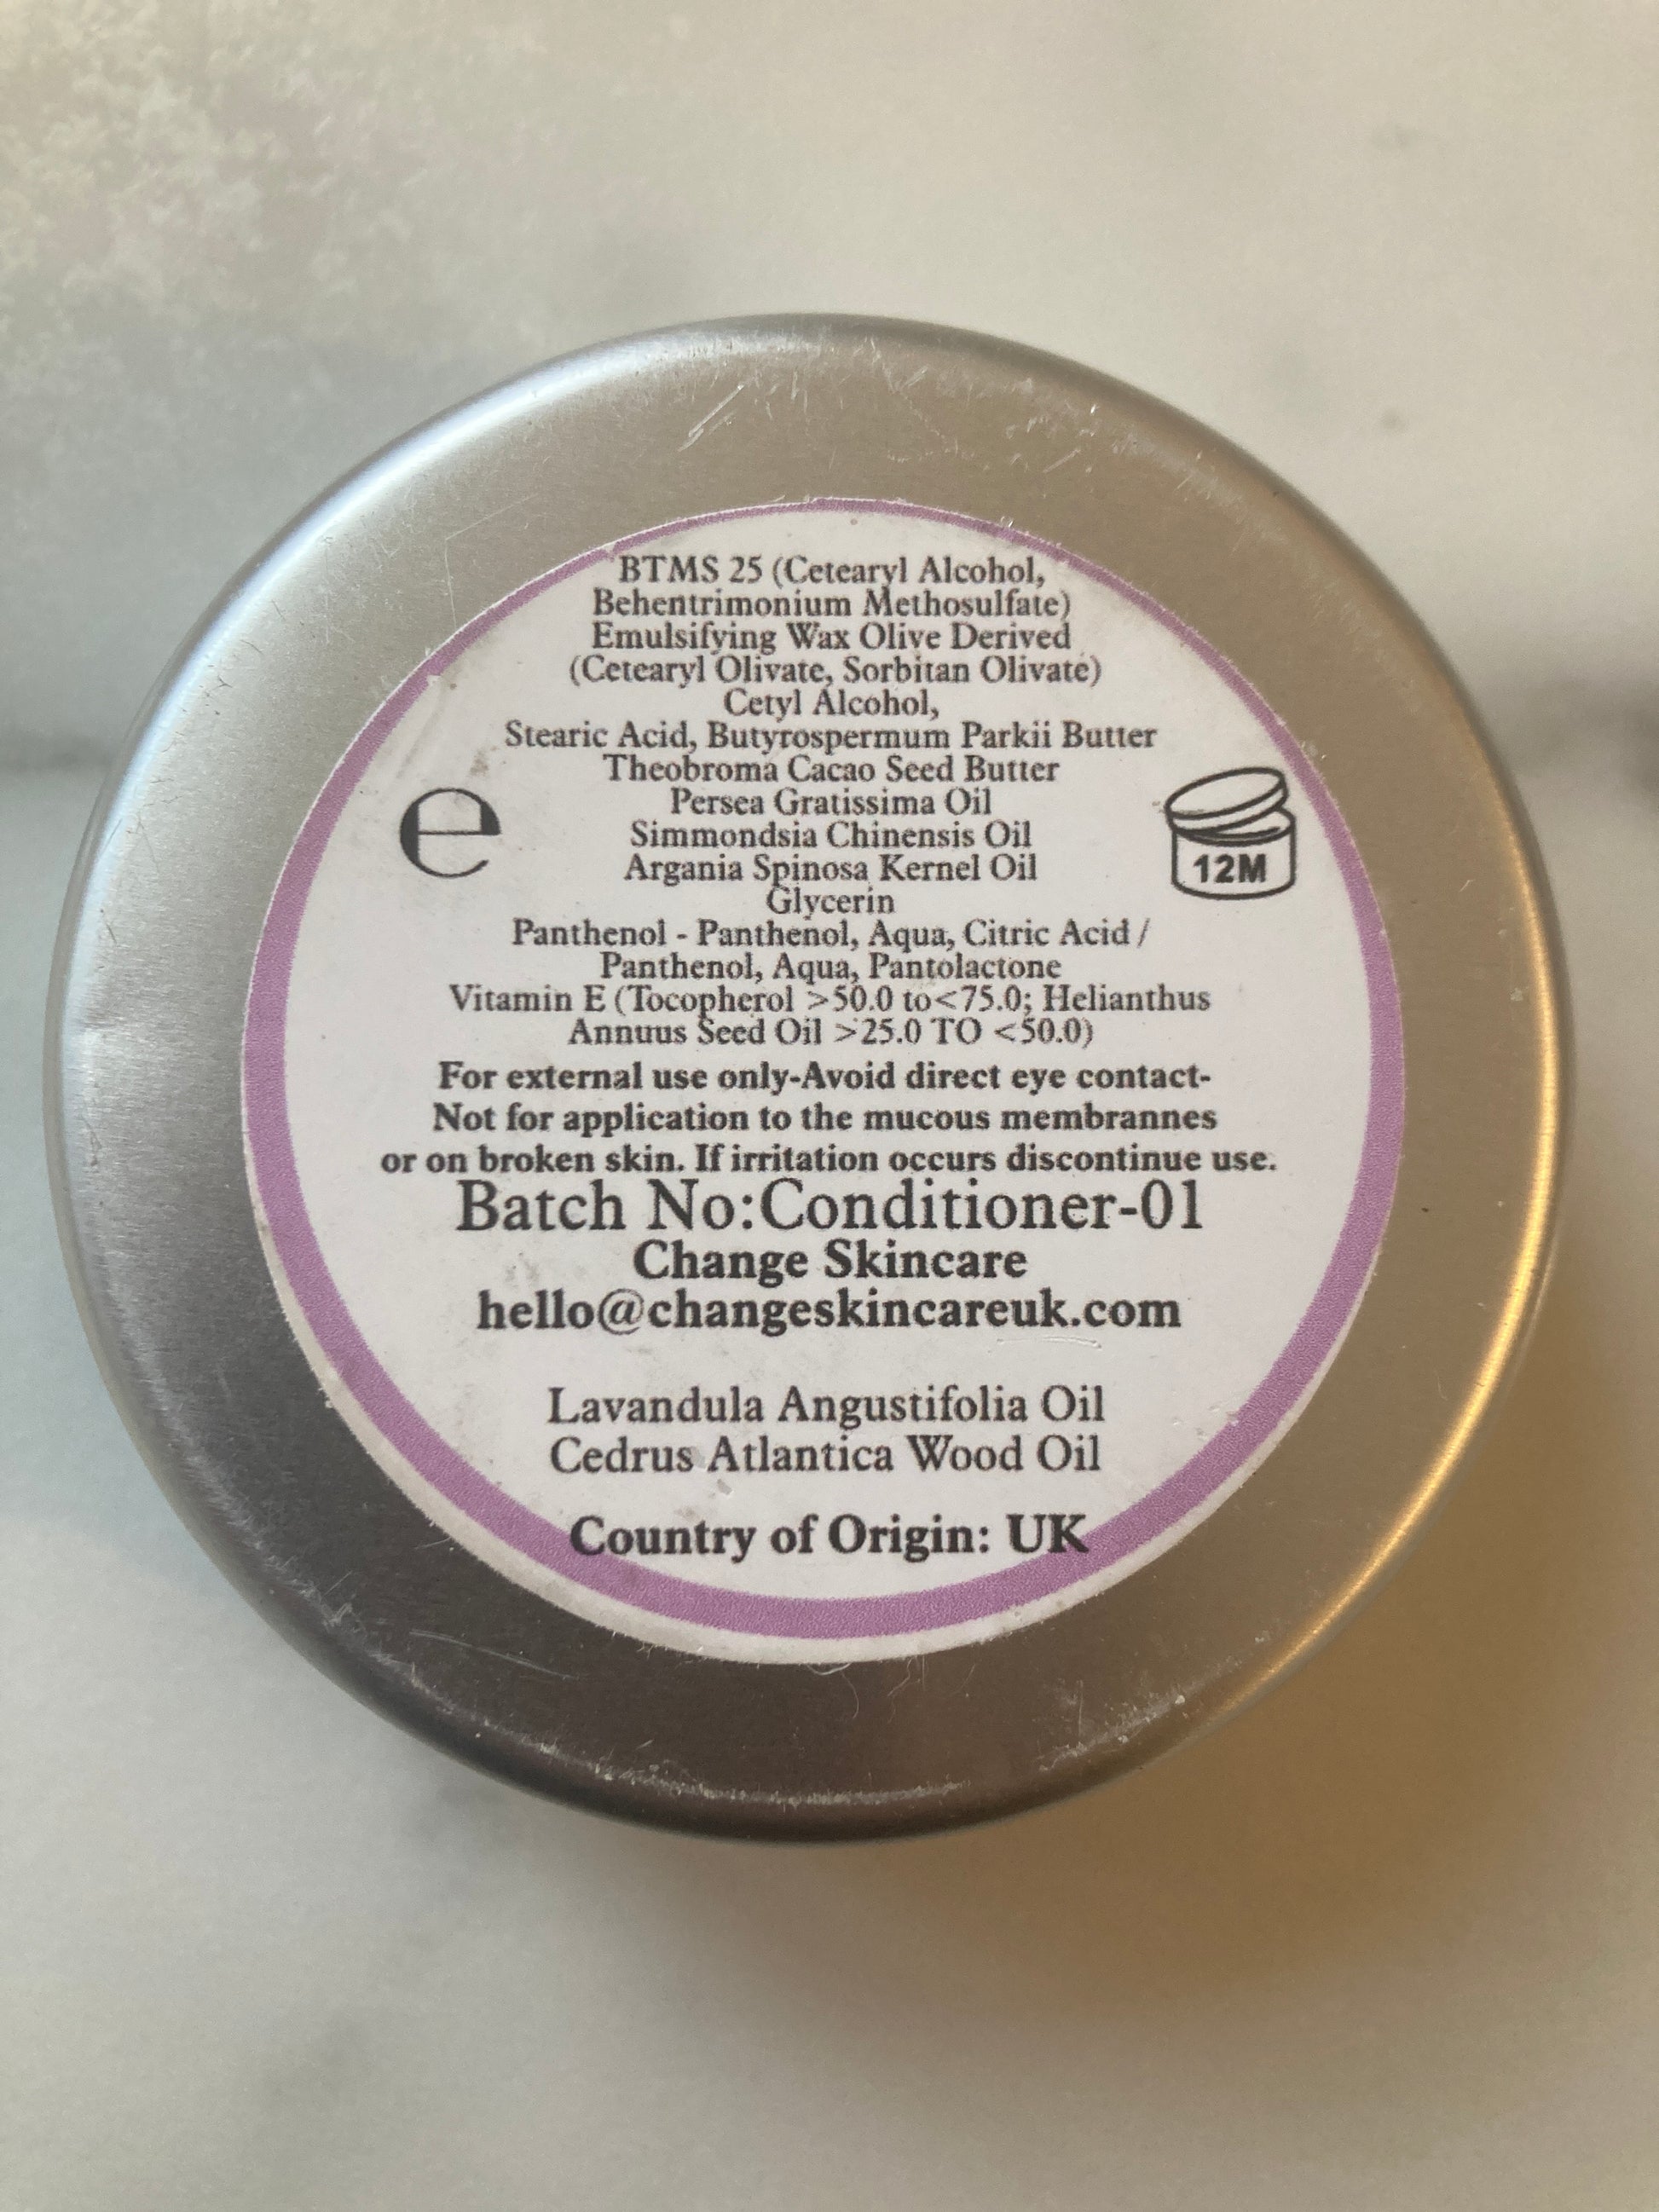 BTMS 25 (Cetearyl Alcohol,
Behentrimonium Methosulfate)
Emulsifying Wax Olive Derived
(Cetearyl Olivate, Sorbitan Olivate)
Cetyl Alcohol,
Stearic Acid, Butyrospermum Parkii Butter
Theobroma Cacao Seed Butter
Persea Gratissima Oil
Simmondsia Chinensis Oil
Argania Spinosa Kernel Oil
Glycerin
e
12M
Panthenol - Panthenol, Aqua, Citric Acid /
Panthenol, Aqua, Pantolactone
Vitamin E (Tocopherol >50.0 to<75.0; Helianthus
Annuus Seed Oil >25.0 TO <50.0)
For external use only-Avoid direct eye contact-
Not for application to the mucous membrannes
or on broken skin. If irritation occurs discontinue use.
Batch No:Conditioner-01
Change Skincare
hello@changeskincareuk.com
Lavandula Angustifolia Oil
Cedrus Atlantica Wood Oil
Country of Origin: UK